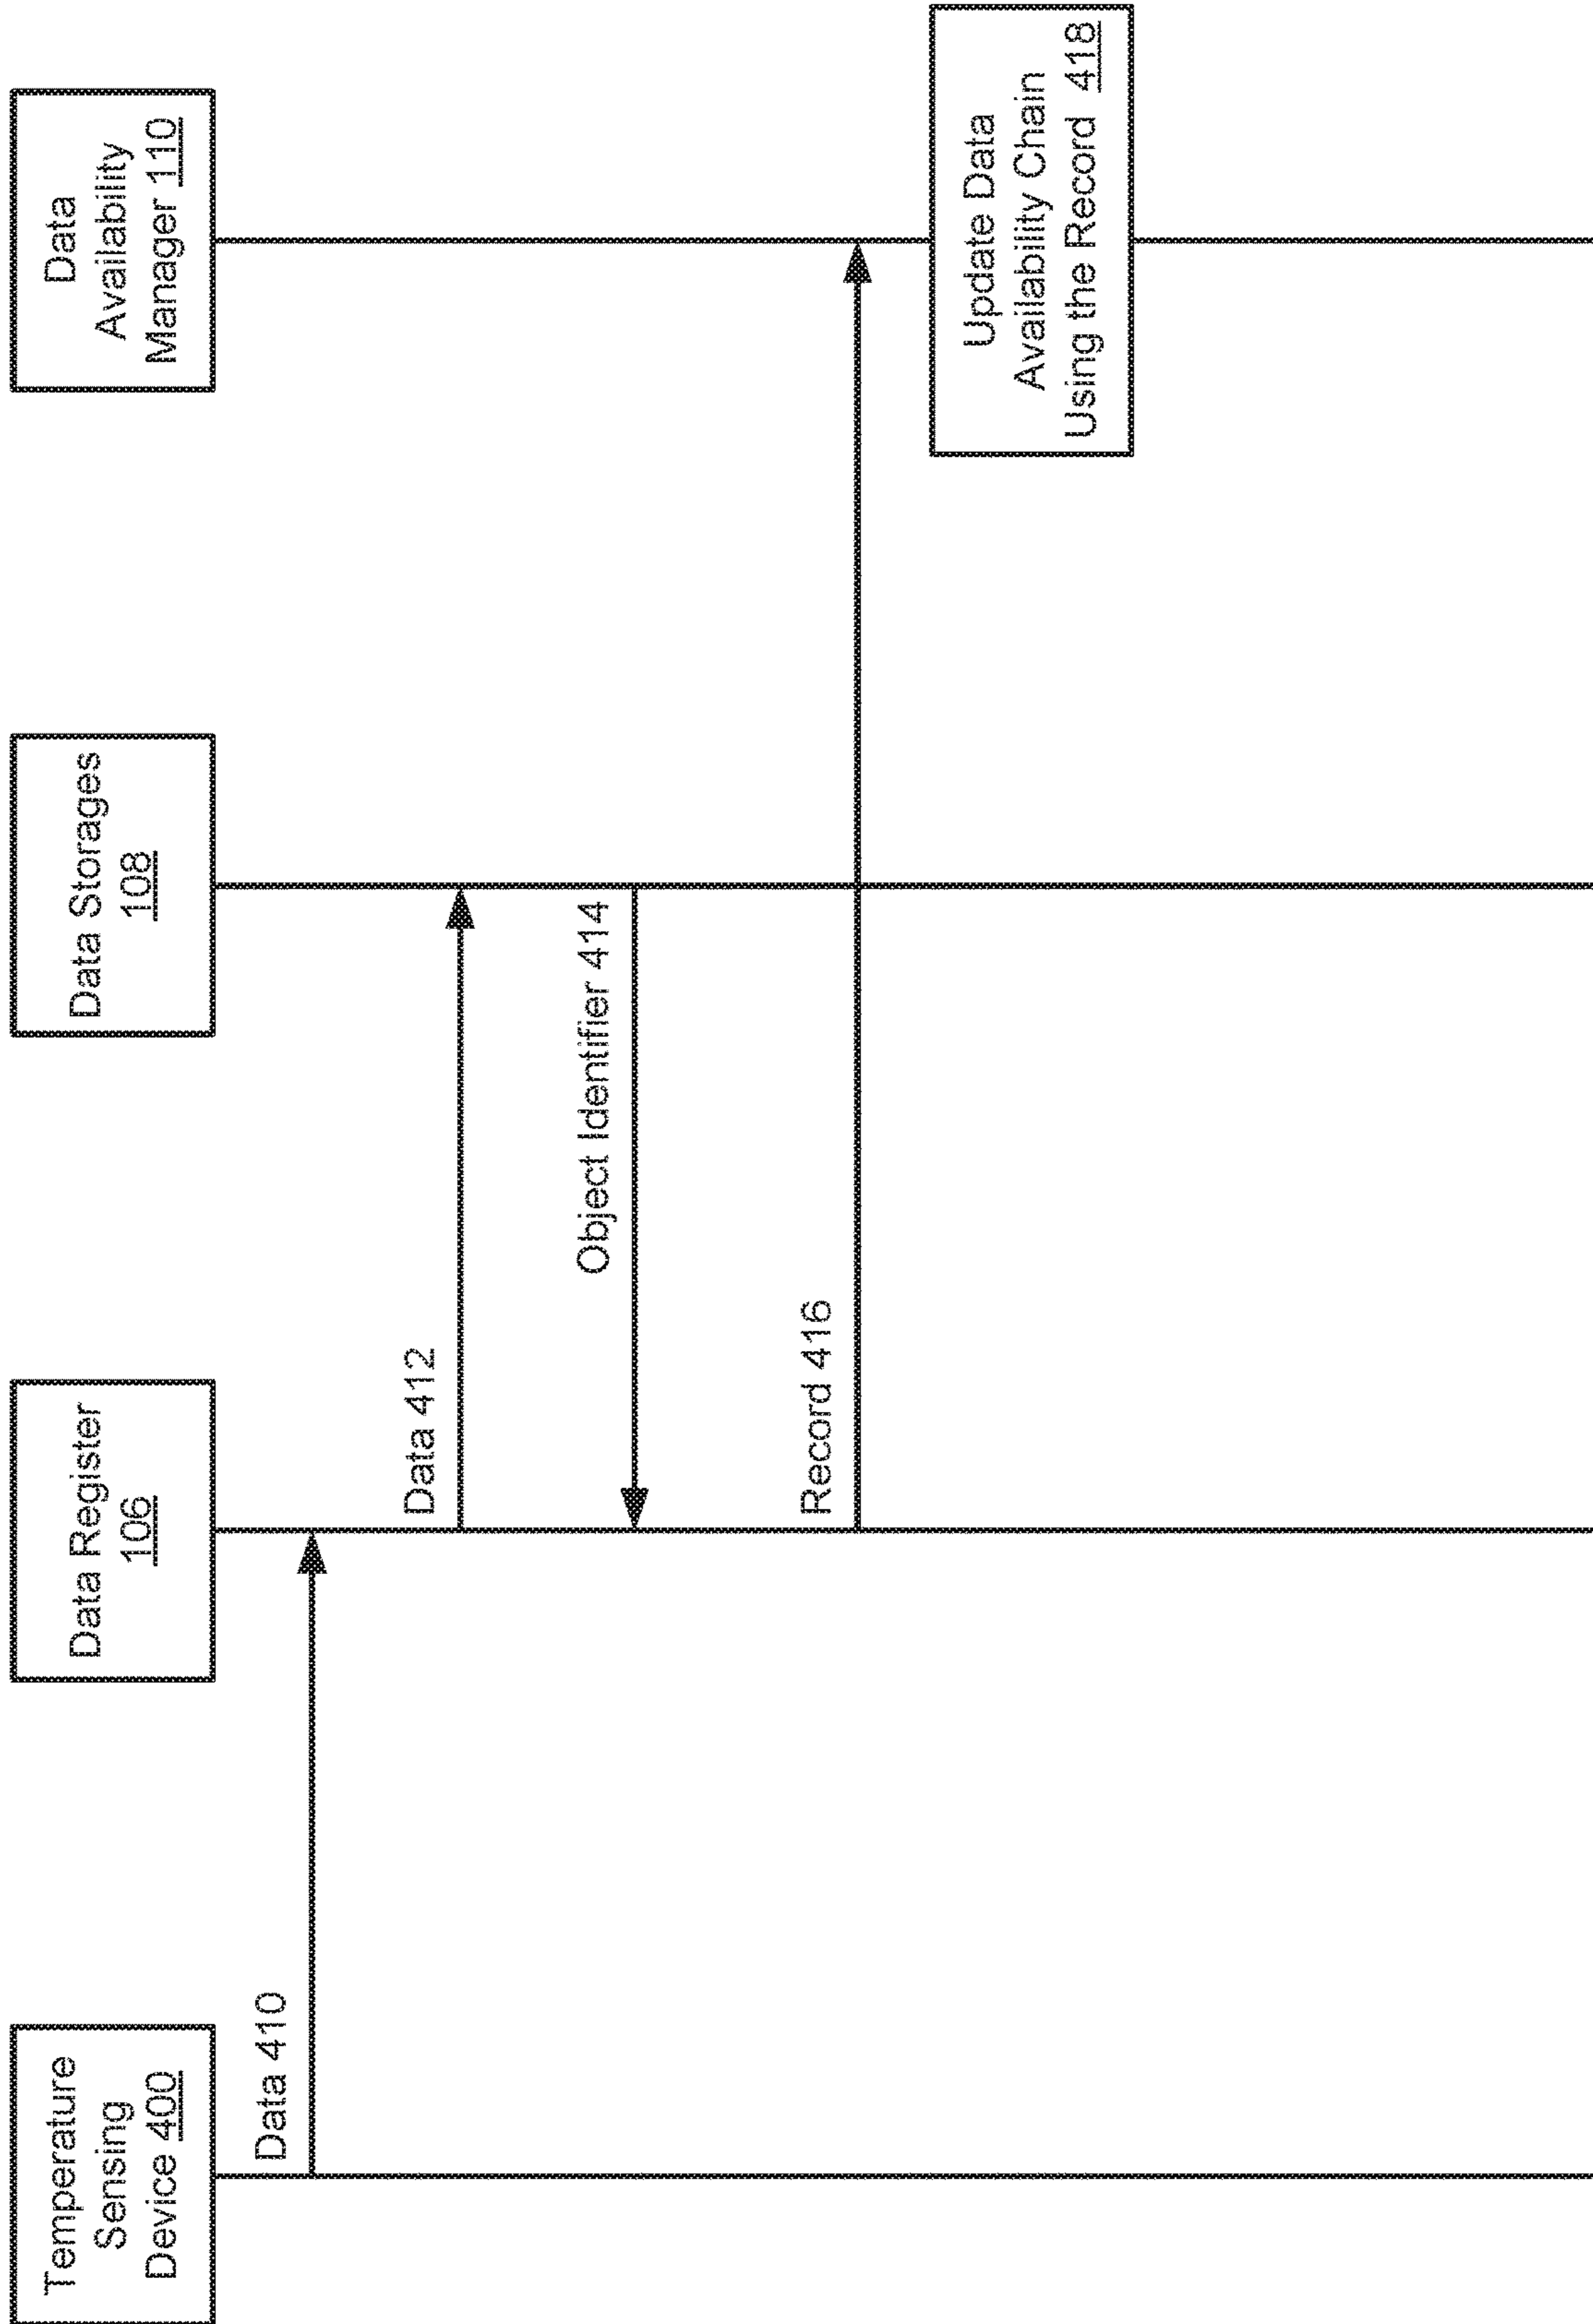 Temperature
Sensing
Device 400
Data Register
106
Data Storages
108
Data
Availability
Manager 110
Data 410
Data 412
Object Identifier 414
Record 416
Update Data
Availability Chain
Using the Record 418